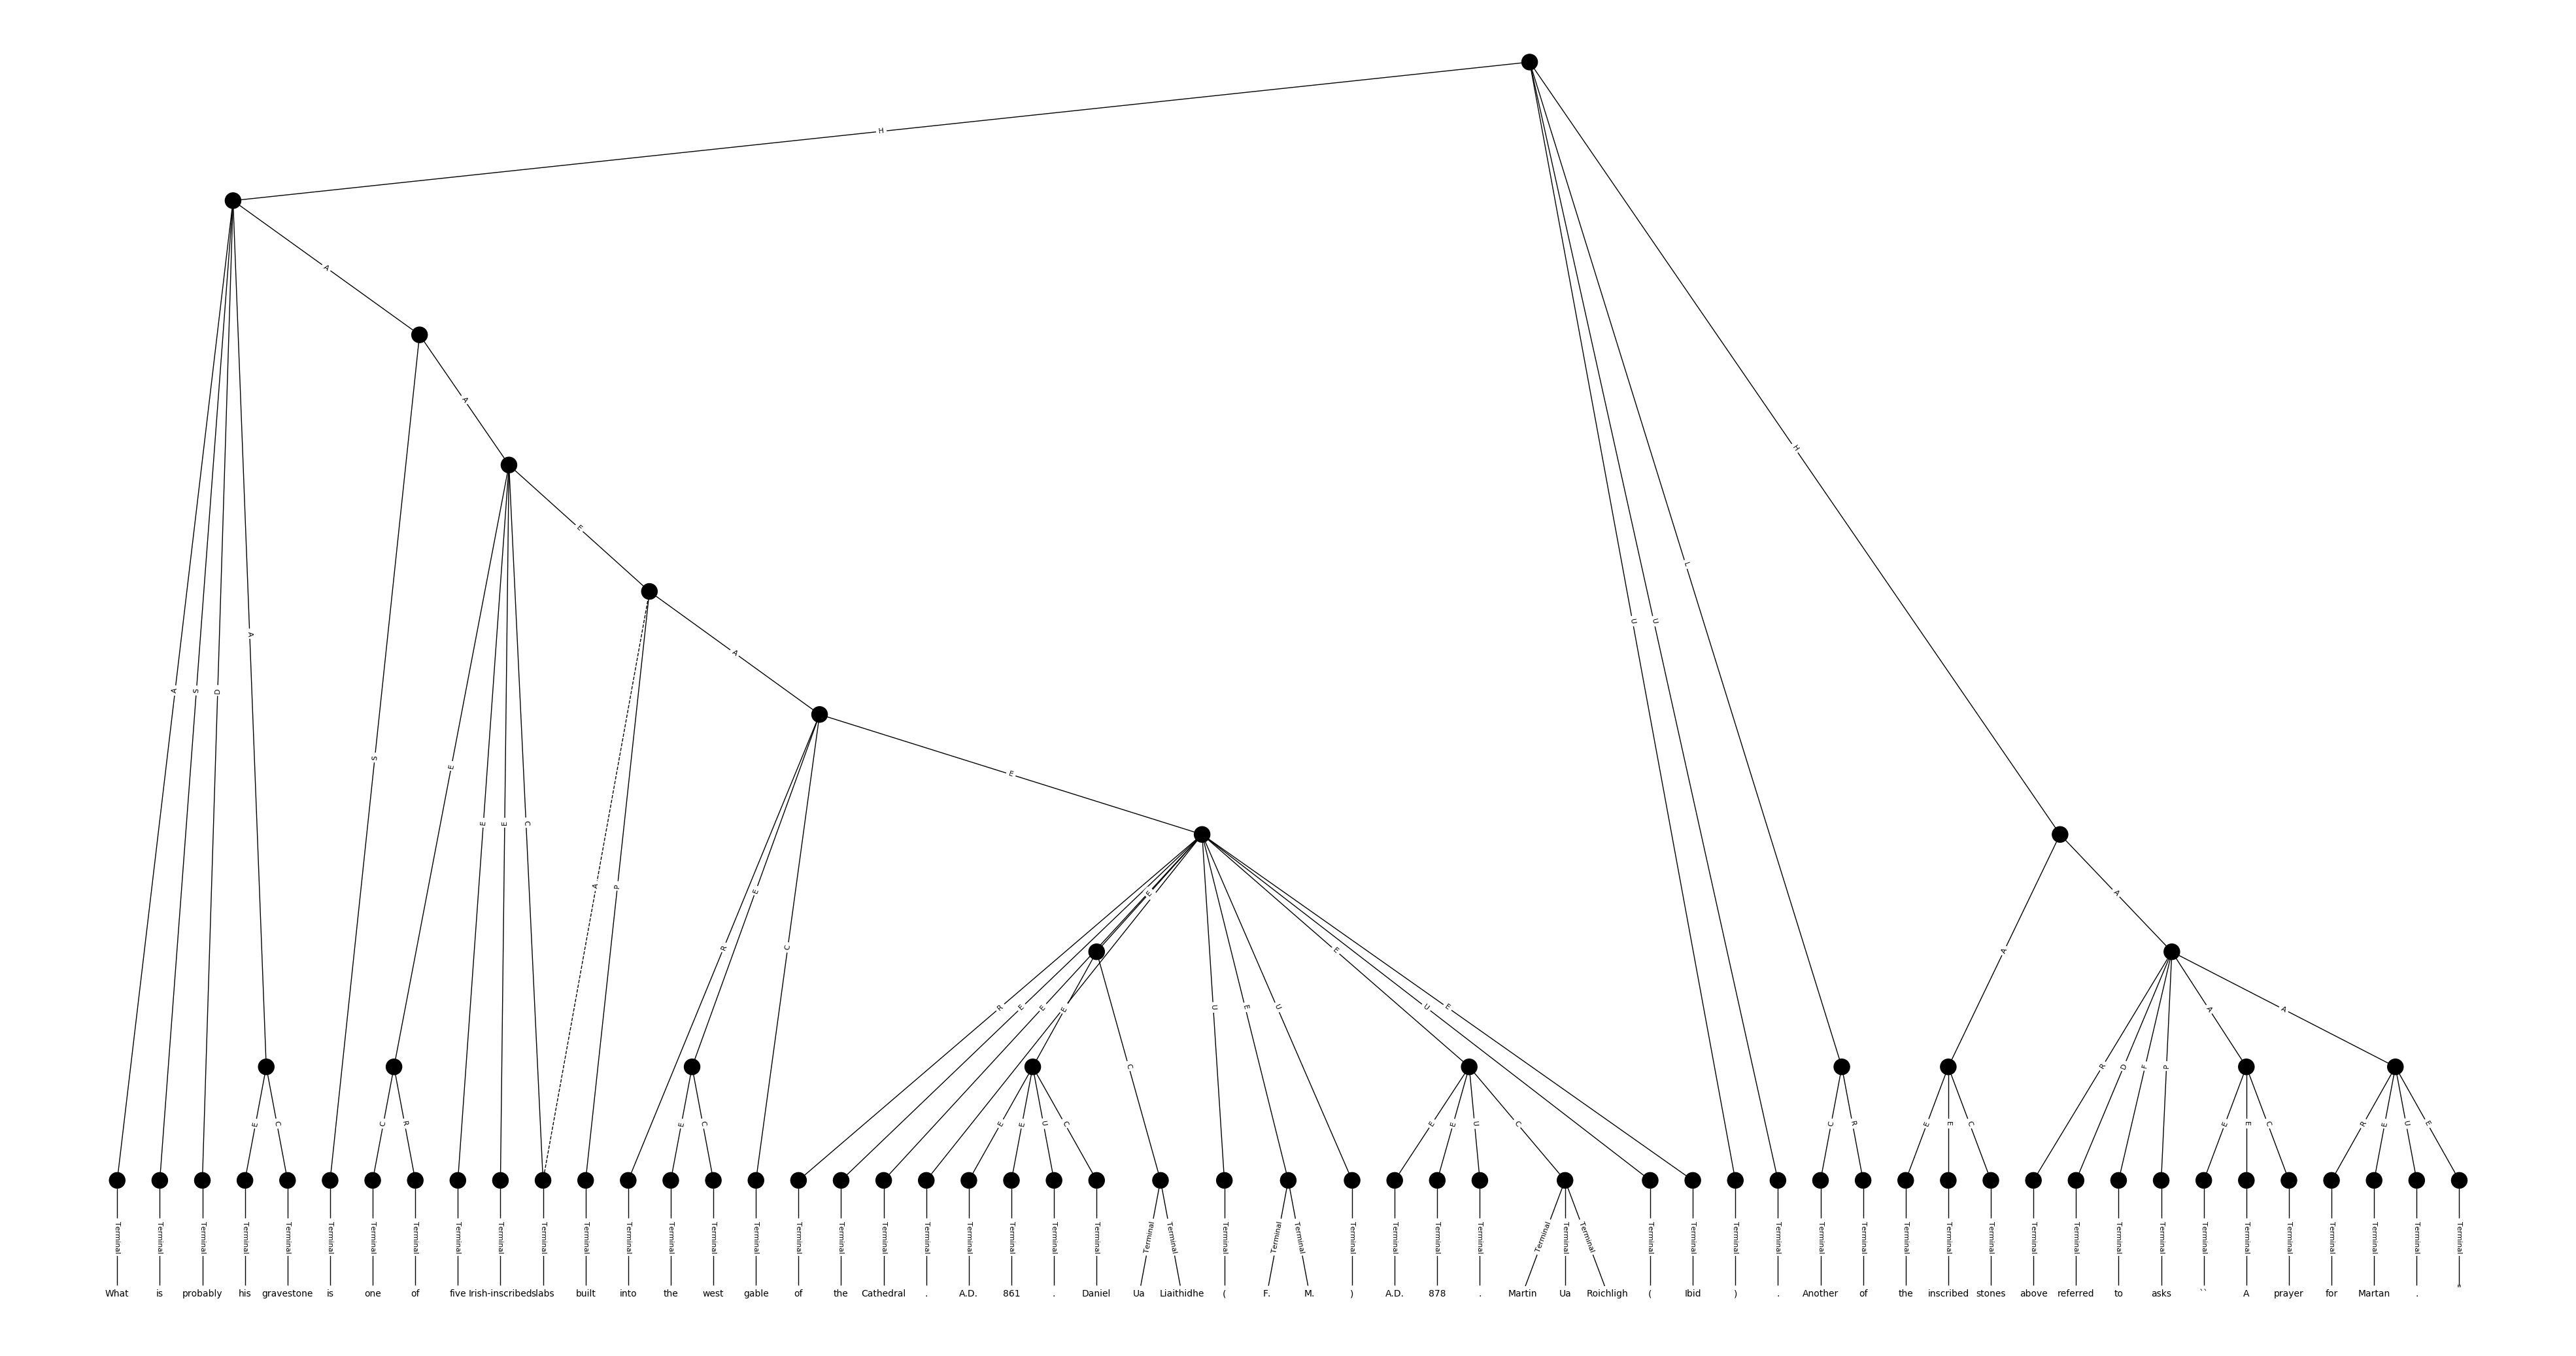 H
A
A
E
H
L
U U
A
S
D
A
S
E
E E C
A P
A
E
E
R E C
R E E E E E C U E U E U E
A A
E C C R E C E E U C E E U C C R E E C R D F P A A E E C R E U E
Terminal Terminal Terminal Terminal Terminal Terminal Terminal Terminal Terminal Terminal Terminal Terminal Terminal Terminal Terminal Terminal Terminal Terminal Terminal Terminal Terminal Terminal Terminal Terminal Terminal Terminal Terminal Terminal Terminal Terminal Terminal Terminal Terminal Terminal Terminal Terminal Terminal Terminal Terminal Terminal Terminal Terminal Terminal Terminal Terminal Terminal Terminal Terminal Terminal Terminal Terminal Terminal Terminal Terminal Terminal Terminal
What is probably his gravestone is one of five Irish-inscribed slabs built into the west gable of the Cathedral . A.D. 861 . Daniel Ua Liaithidhe ( F. M. ) A.D. 878 . Martin Ua Roichligh ( Ibid ) . Another of the inscribed stones above referred to asks `` A prayer for Martan . "